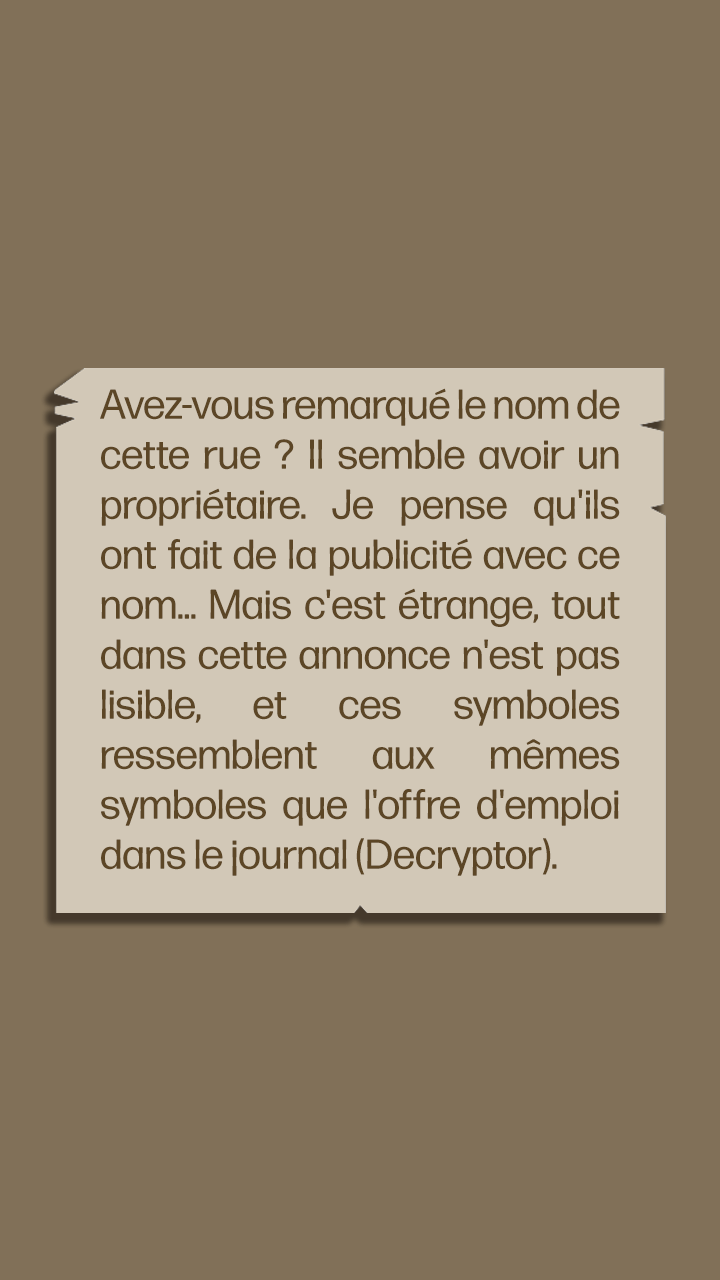 Avez-vous remarqué le nom de
cette rue ? Il semble avoir un
propriétaire. Je pense qu'ils
ont fait de la publicité avec ce
nom... Mais c'est étrange, tout
dans cette annonce n'est pas
lisible, et ces symboles
ressemblent aux mêmes
symboles que l'offre d'emploi
dans le journal (Decryptor).